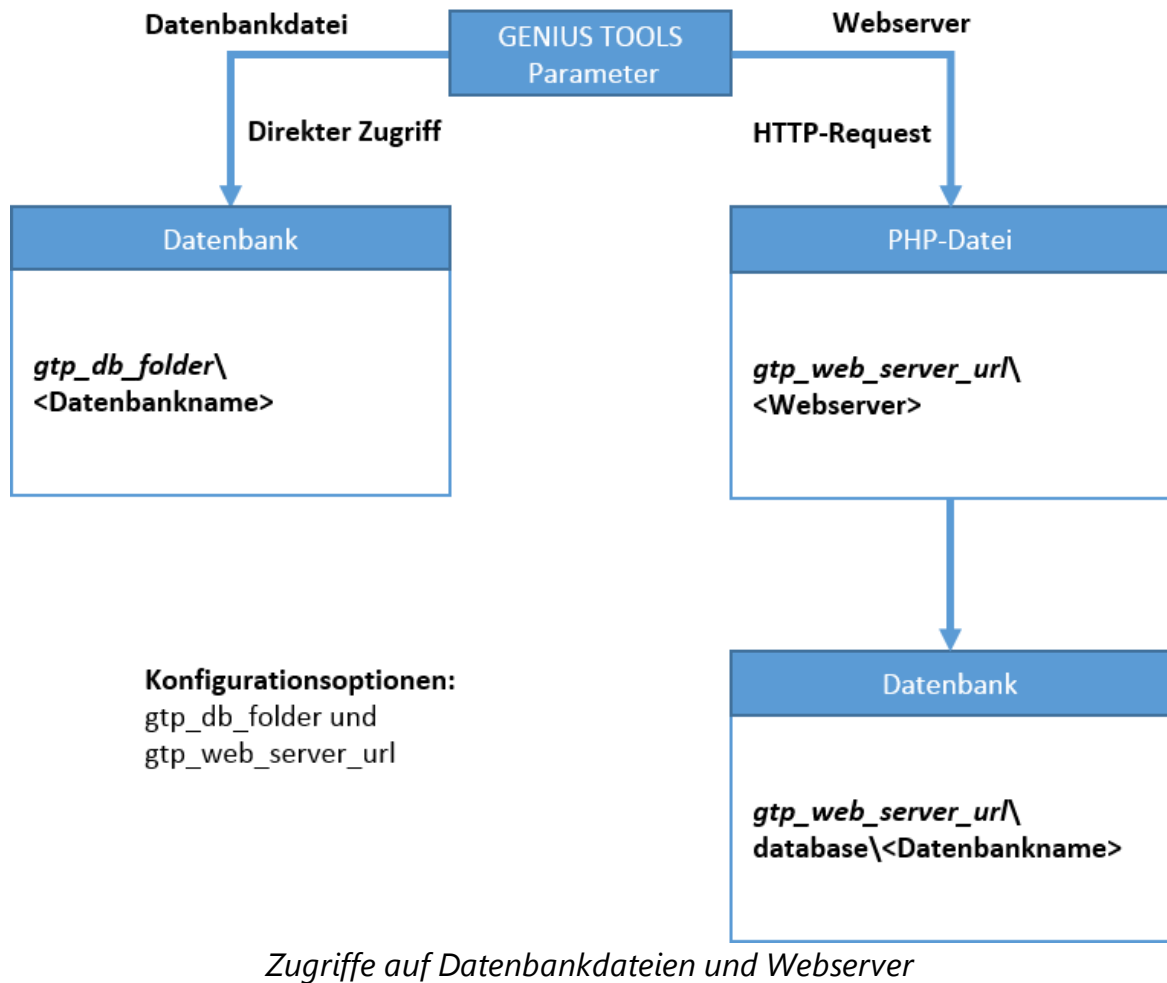 Datenbankdatei
GENIUS TOOLS
Parameter
Webserver
Direkter Zugriff
HTTP-Request
Datenbank
gtp_db_folder\
<Datenbankname>
PHP-Datei
gtp_web_server_url\
<Webserver>
Konfigurationsoptionen:
gtp_db_folder und
gtp_web_server_url
Datenbank
gtp_web_server_url\
database\<Datenbankname>
Zugriffe auf Datenbankdateien und Webserver